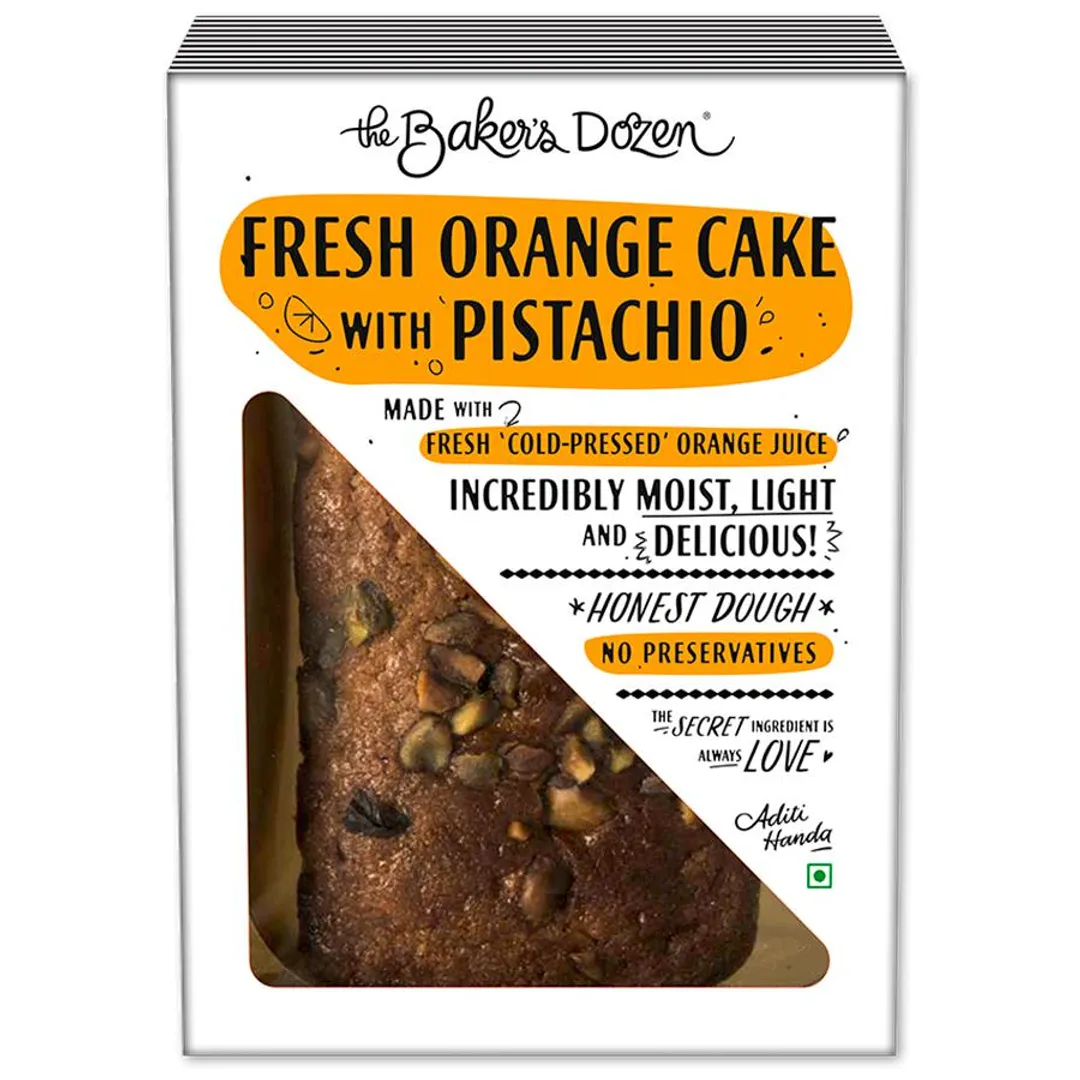 the Baker's Dozen®
FRESH ORANGE CAKE
WITH PISTACHIO
MADE WITH
FRESH 'COLD-PRESSED' ORANGE JUICE
INCREDIBLY MOIST, LIGHT
AND DELICIOUS!
*HONEST DOUGH*
NO PRESERVATIVES
THE SECRET INGREDIENT IS
ALWAYS LOVE
Aditi
Handa